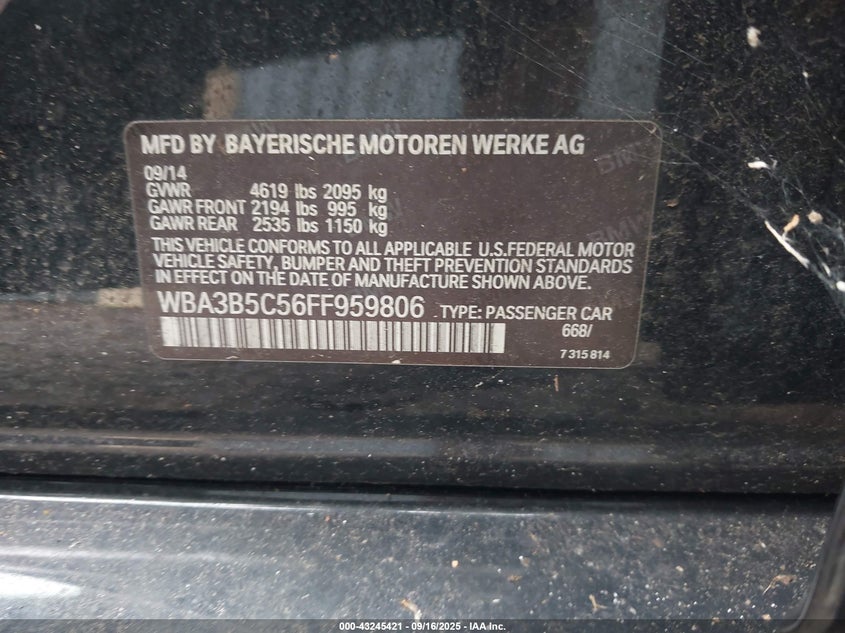 MFD BY BAYERISCHE MOTOREN WERKE AG
09/14
GVWR 4619 lbs 2095 kg
GAWR FRONT 2194 lbs 995 kg
GAWR REAR 2535 lbs 1150 kg
THIS VEHICLE CONFORMS TO ALL APPLICABLE U.S.FEDERAL MOTOR
VEHICLE SAFETY, BUMPER AND THEFT PREVENTION STANDARDS
IN EFFECT ON THE DATE OF MANUFACTURE SHOWN ABOVE.
WBA3B5C56FF959806 TYPE: PASSENGER CAR
668/
7 315 814
000-43245421 - 09/16/2025 - IAA Inc.